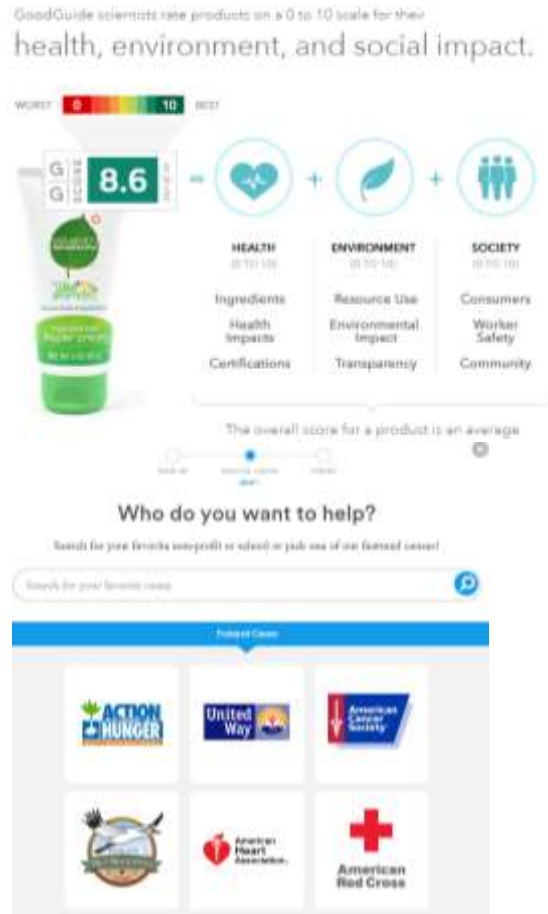 GoodGuide scientists rate products on a 0 to 10 scale for their
health, environment, and social impact.
WORST 0 10 BEST
G
G
SCORE
8.6
= + +
HEALTH ENVIRONMENT SOCIETY
(0 TO 10) (0 TO 10) (0 TO 10)
Ingredients Resource Use Consumers
Health Impacts Environmental Impact Worker Safety
Certifications Transparency Community
The overall score for a product is an average
Who do you want to help?
Search for your favorite non-profit or school or pick one of our featured causes!
Search for your favorite cause
Featured Cause
ACTION
HUNGER
United
Way
American
Cancer
Society
American
Heart
Association.
American
Red Cross